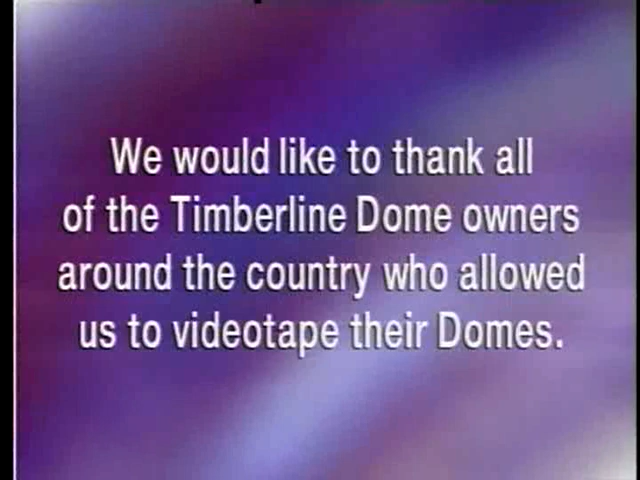 We would like to thank all
of the Timberline Dome owners
around the country who allowed
us to videotape their Domes.